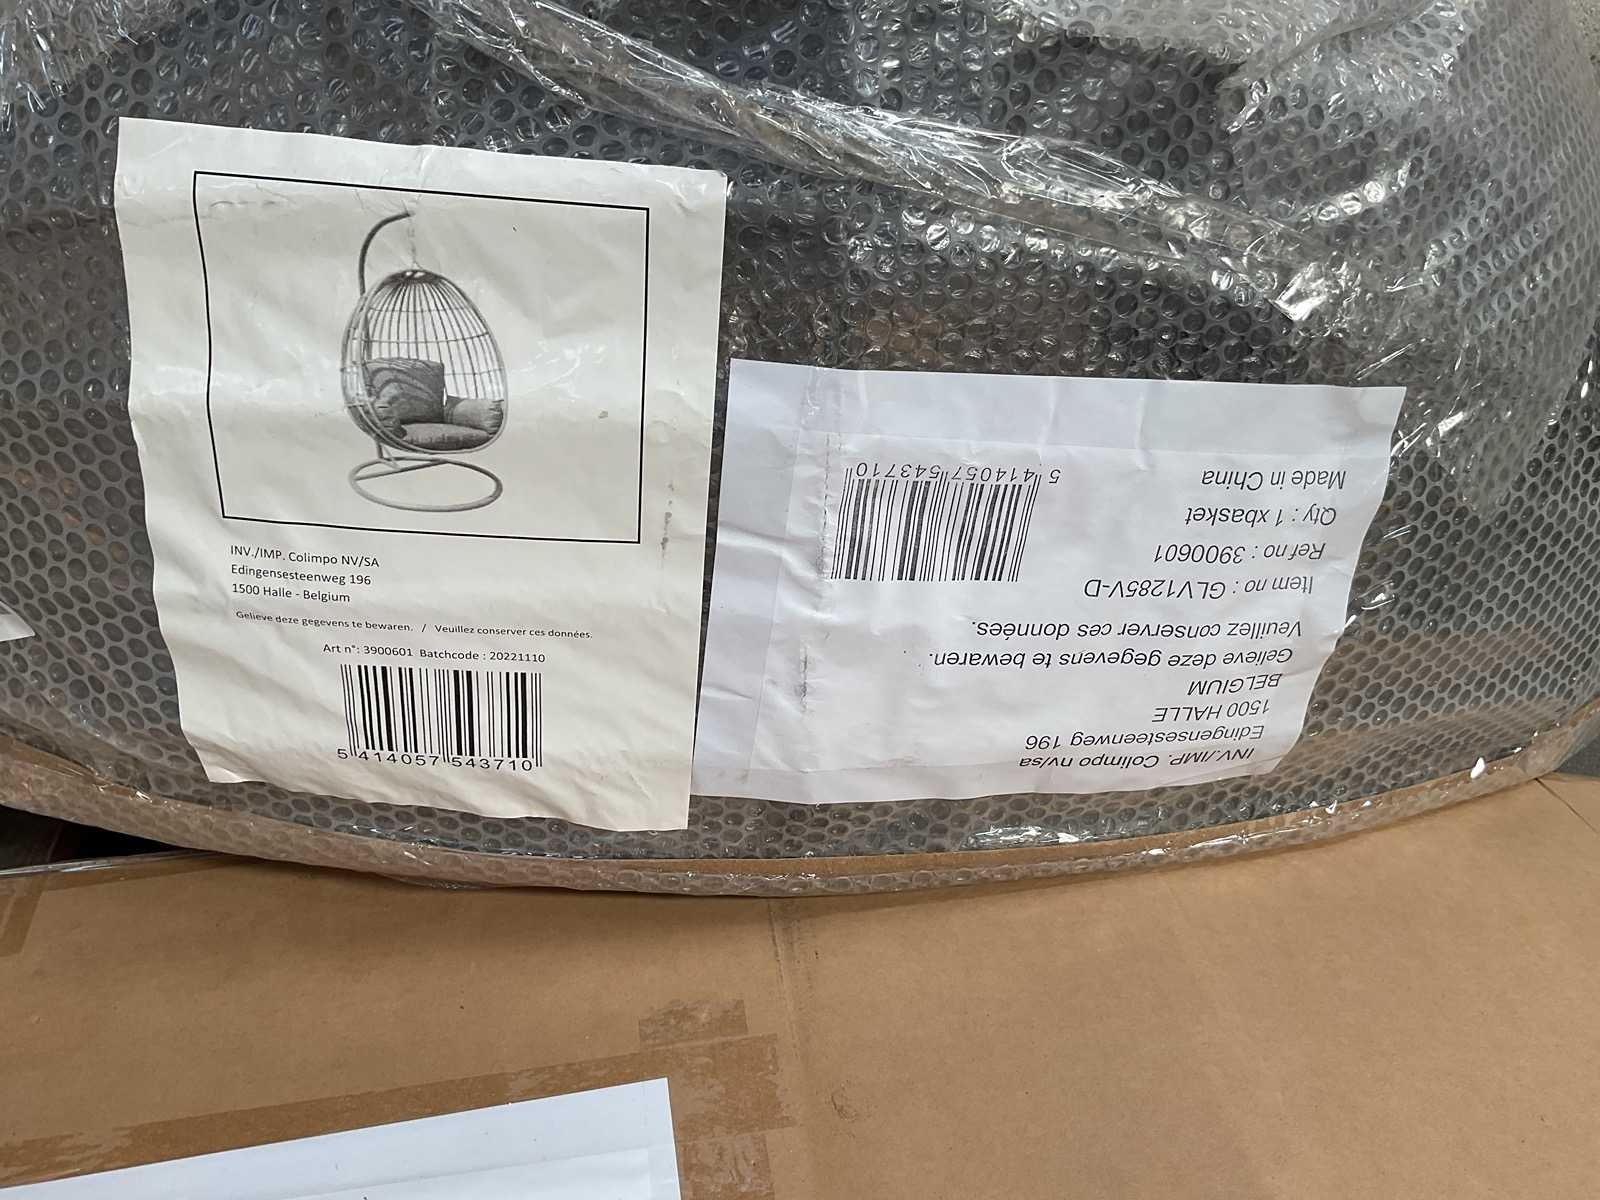 INV./IMP. Colimpo NV/SA
Edingensesteenweg 196
1500 Halle - Belgium
Gelieve deze gegevens te bewaren. / Veuillez conserver ces données.
Art n°: 3900601 Batchcode : 20221110
5 414057 543710
INV./IMP. Colimpo nv/sa
Edingensesteenweg 196
1500 HALLE
BELGIUM
Gelieve deze gegevens te bewaren.
Veuillez conserver ces données.
Item no : GLV1285V-D
Ref no : 3900601
Qty : 1 xbasket
Made in China
5 414057 543710